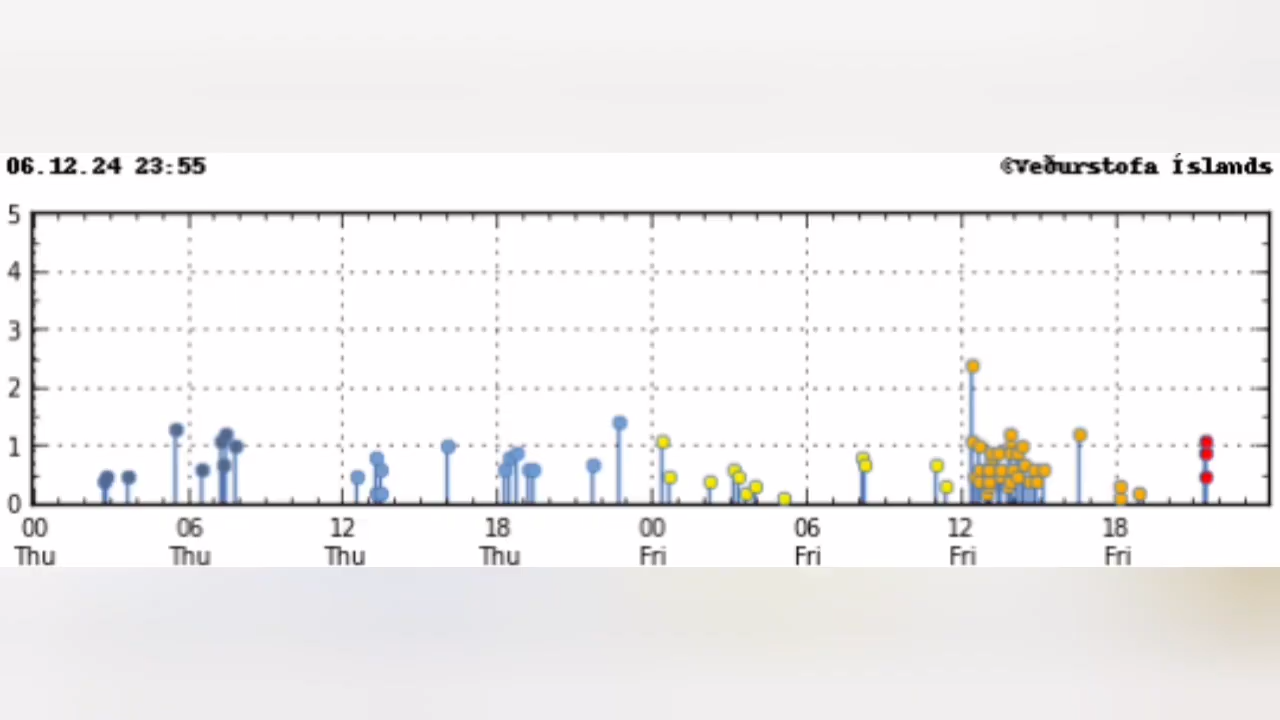 06.12.24 23:55
©Veðurstofa Íslands
5
4
3
2
1
0
00 06 12 18 00 06 12 18
Thu Thu Thu Thu Fri Fri Fri Fri